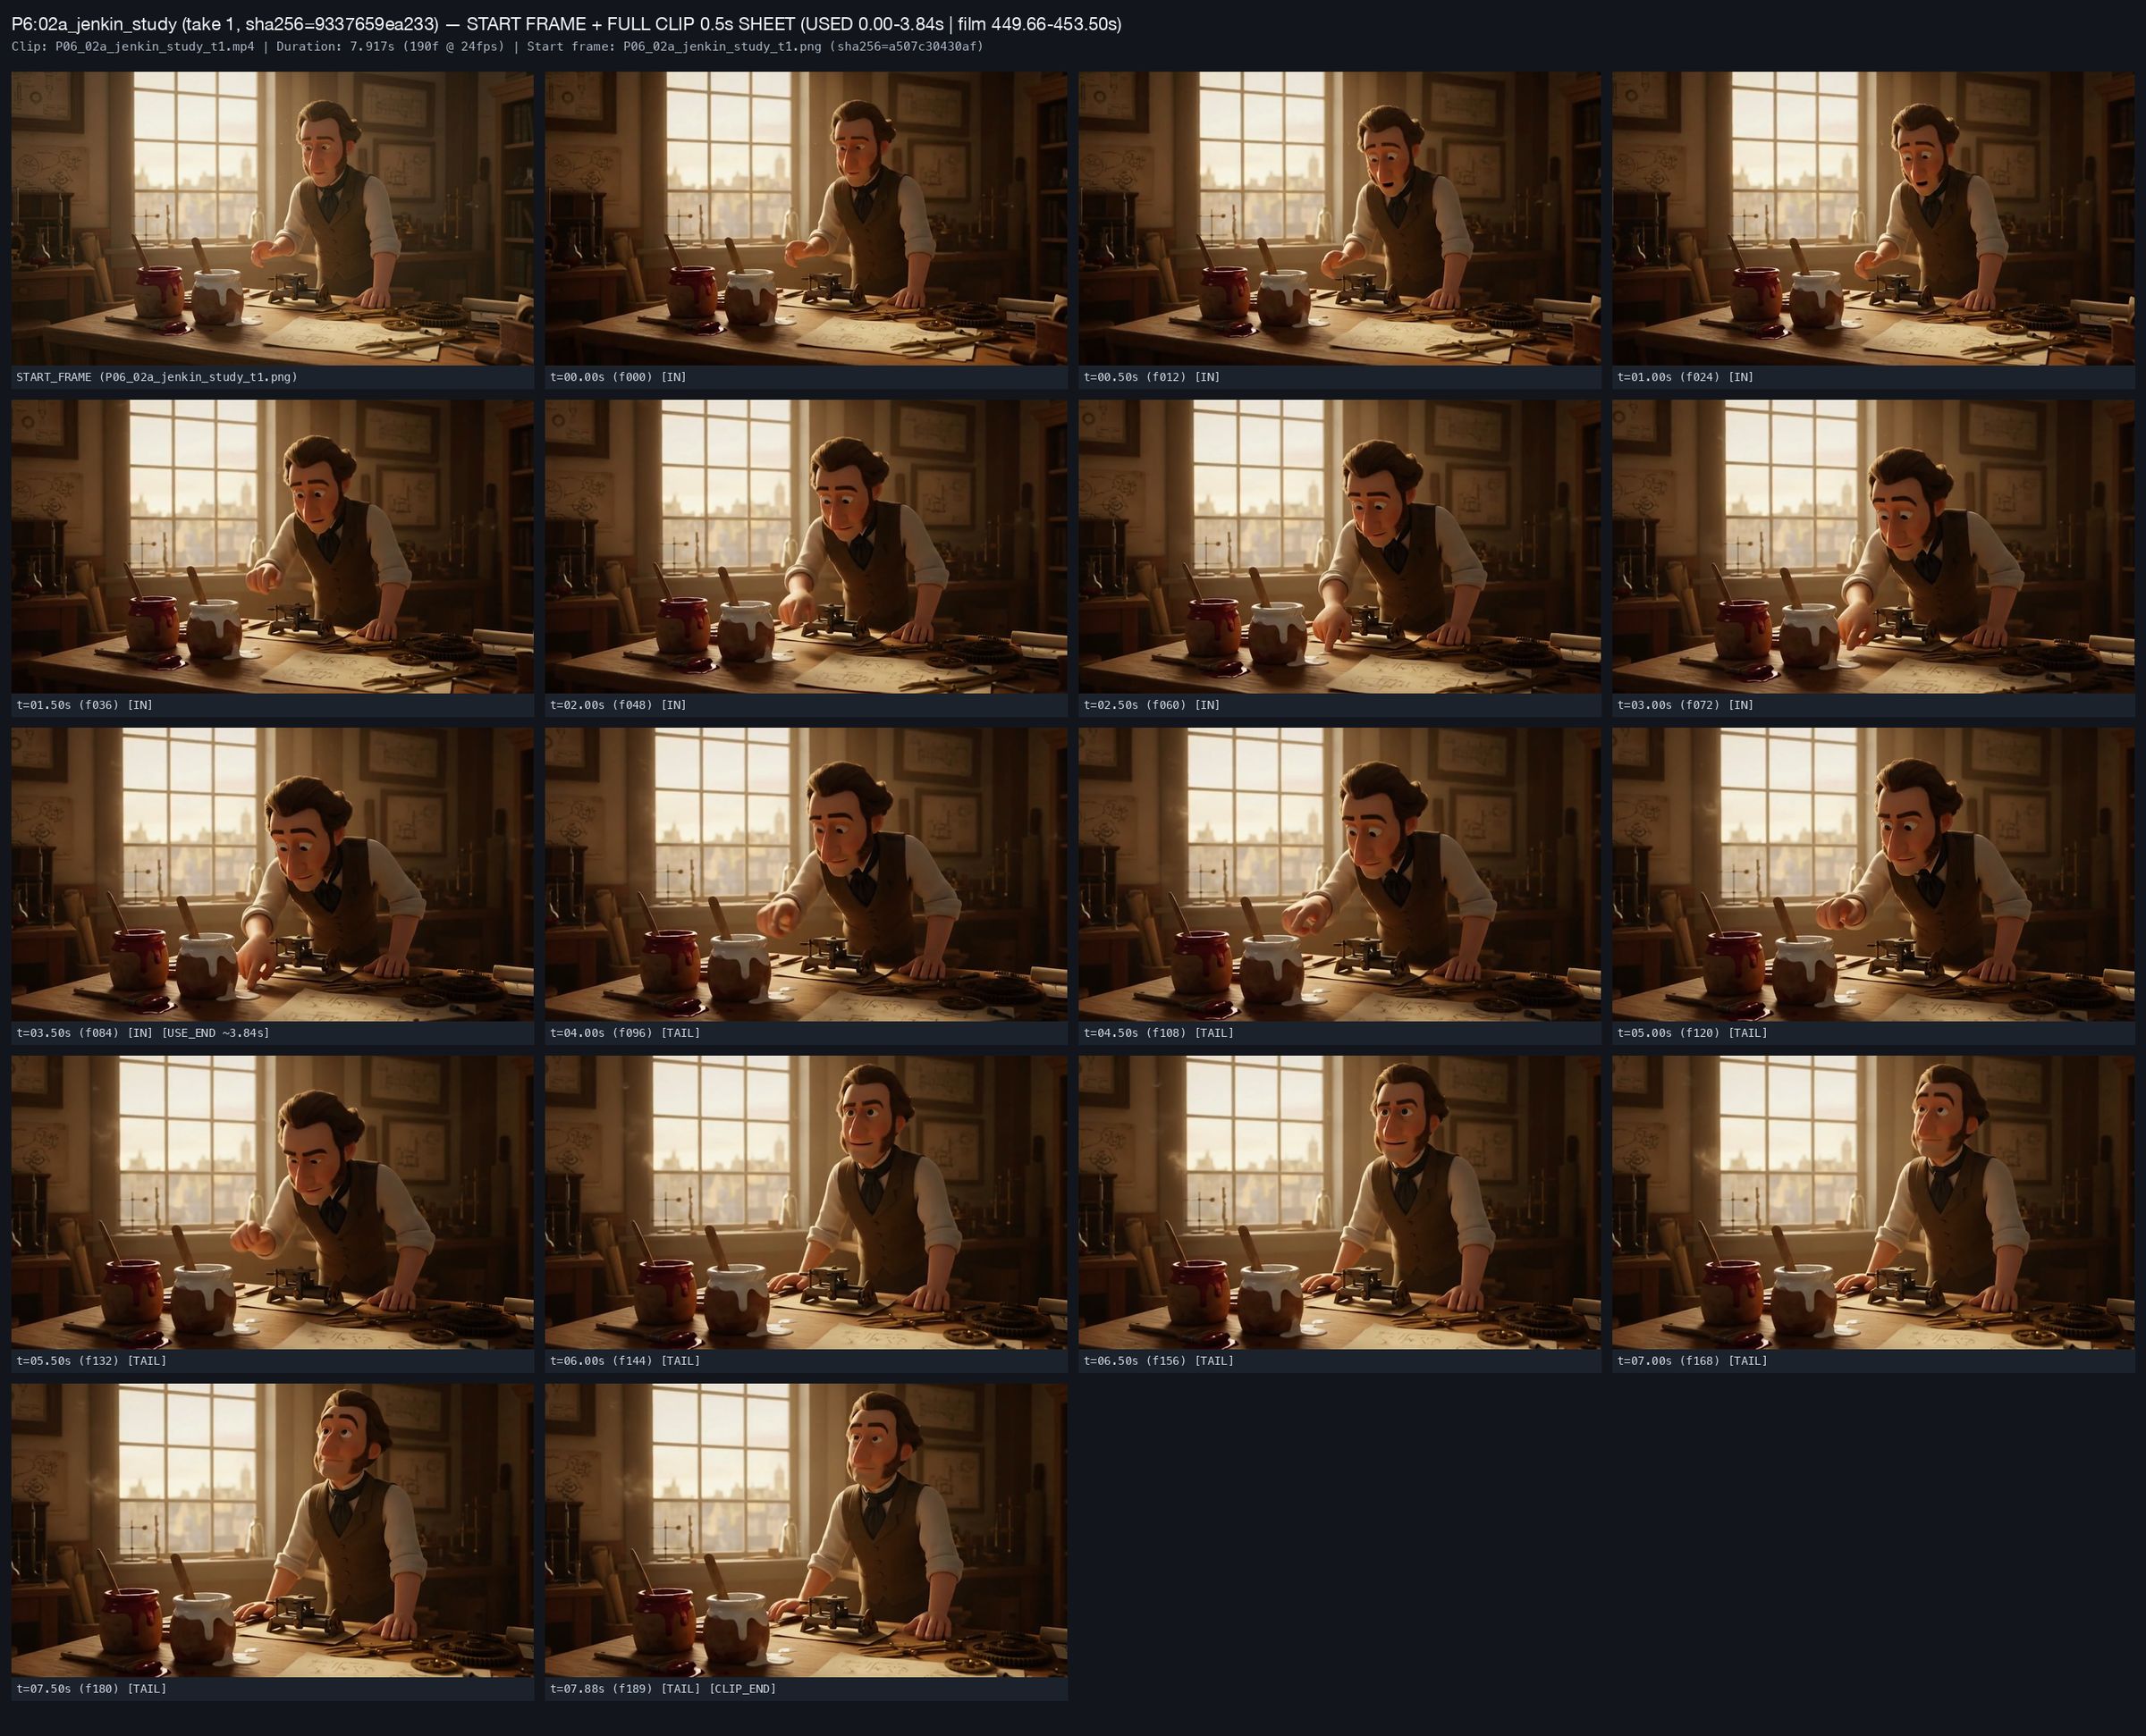 P6:02a_jenkin_study (take 1, sha256=9337659ea233) — START FRAME + FULL CLIP 0.5s SHEET (USED 0.00-3.84s | film 449.66-453.50s)
Clip: P06_02a_jenkin_study_t1.mp4 | Duration: 7.917s (190f @ 24fps) | Start frame: P06_02a_jenkin_study_t1.png (sha256=a507c30430af)
START_FRAME (P06_02a_jenkin_study_t1.png)
t=00.00s (f000) [IN]
t=00.50s (f012) [IN]
t=01.00s (f024) [IN]
t=01.50s (f036) [IN]
t=02.00s (f048) [IN]
t=02.50s (f060) [IN]
t=03.00s (f072) [IN]
t=03.50s (f084) [IN] [USE_END ~3.84s]
t=04.00s (f096) [TAIL]
t=04.50s (f108) [TAIL]
t=05.00s (f120) [TAIL]
t=05.50s (f132) [TAIL]
t=06.00s (f144) [TAIL]
t=06.50s (f156) [TAIL]
t=07.00s (f168) [TAIL]
t=07.50s (f180) [TAIL]
t=07.88s (f189) [TAIL] [CLIP_END]